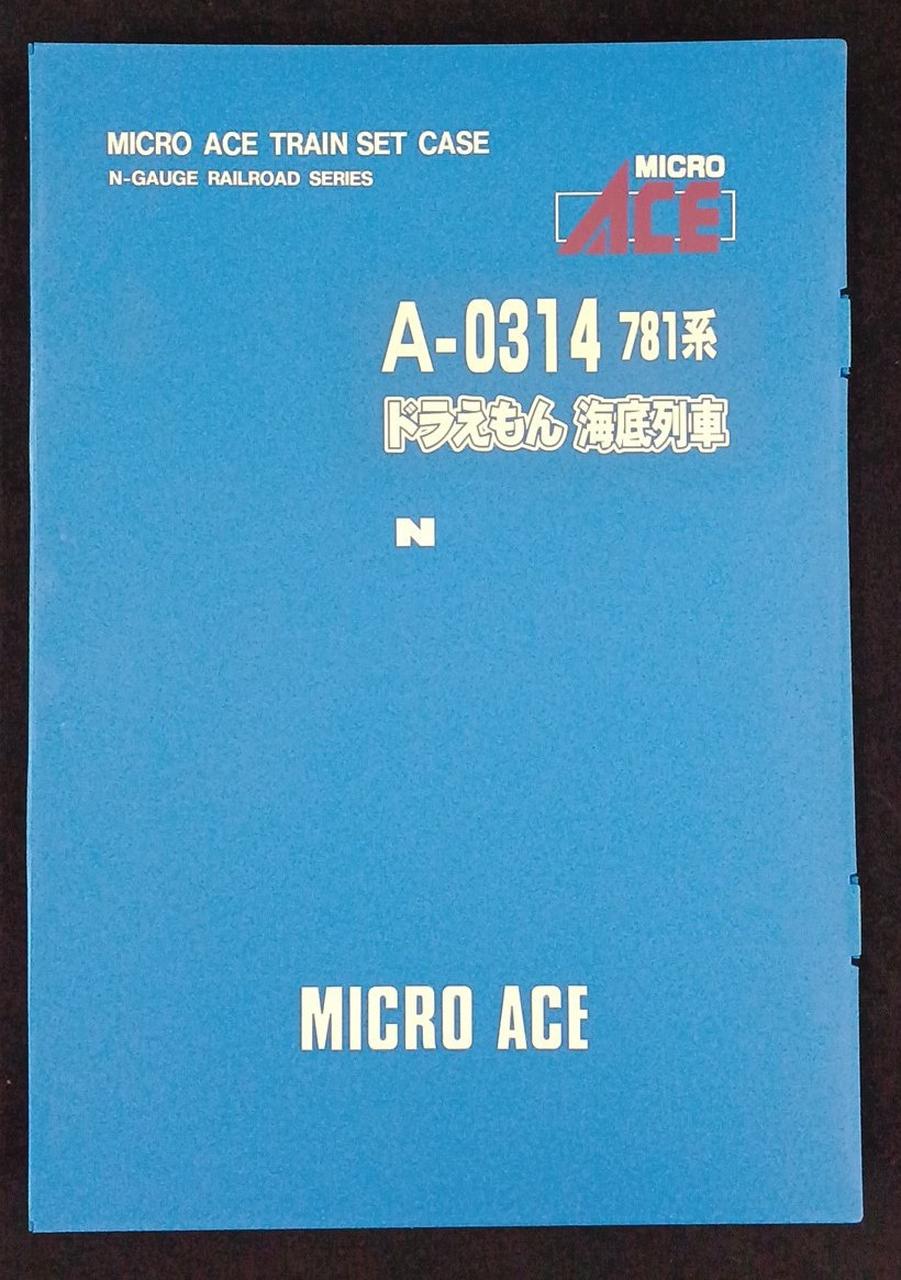 MICRO ACE TRAIN SET CASE
N-GAUGE RAILROAD SERIES
MICRO
ACE
A-0314 781系
ドラえもん 海底列車
N
MICRO ACE